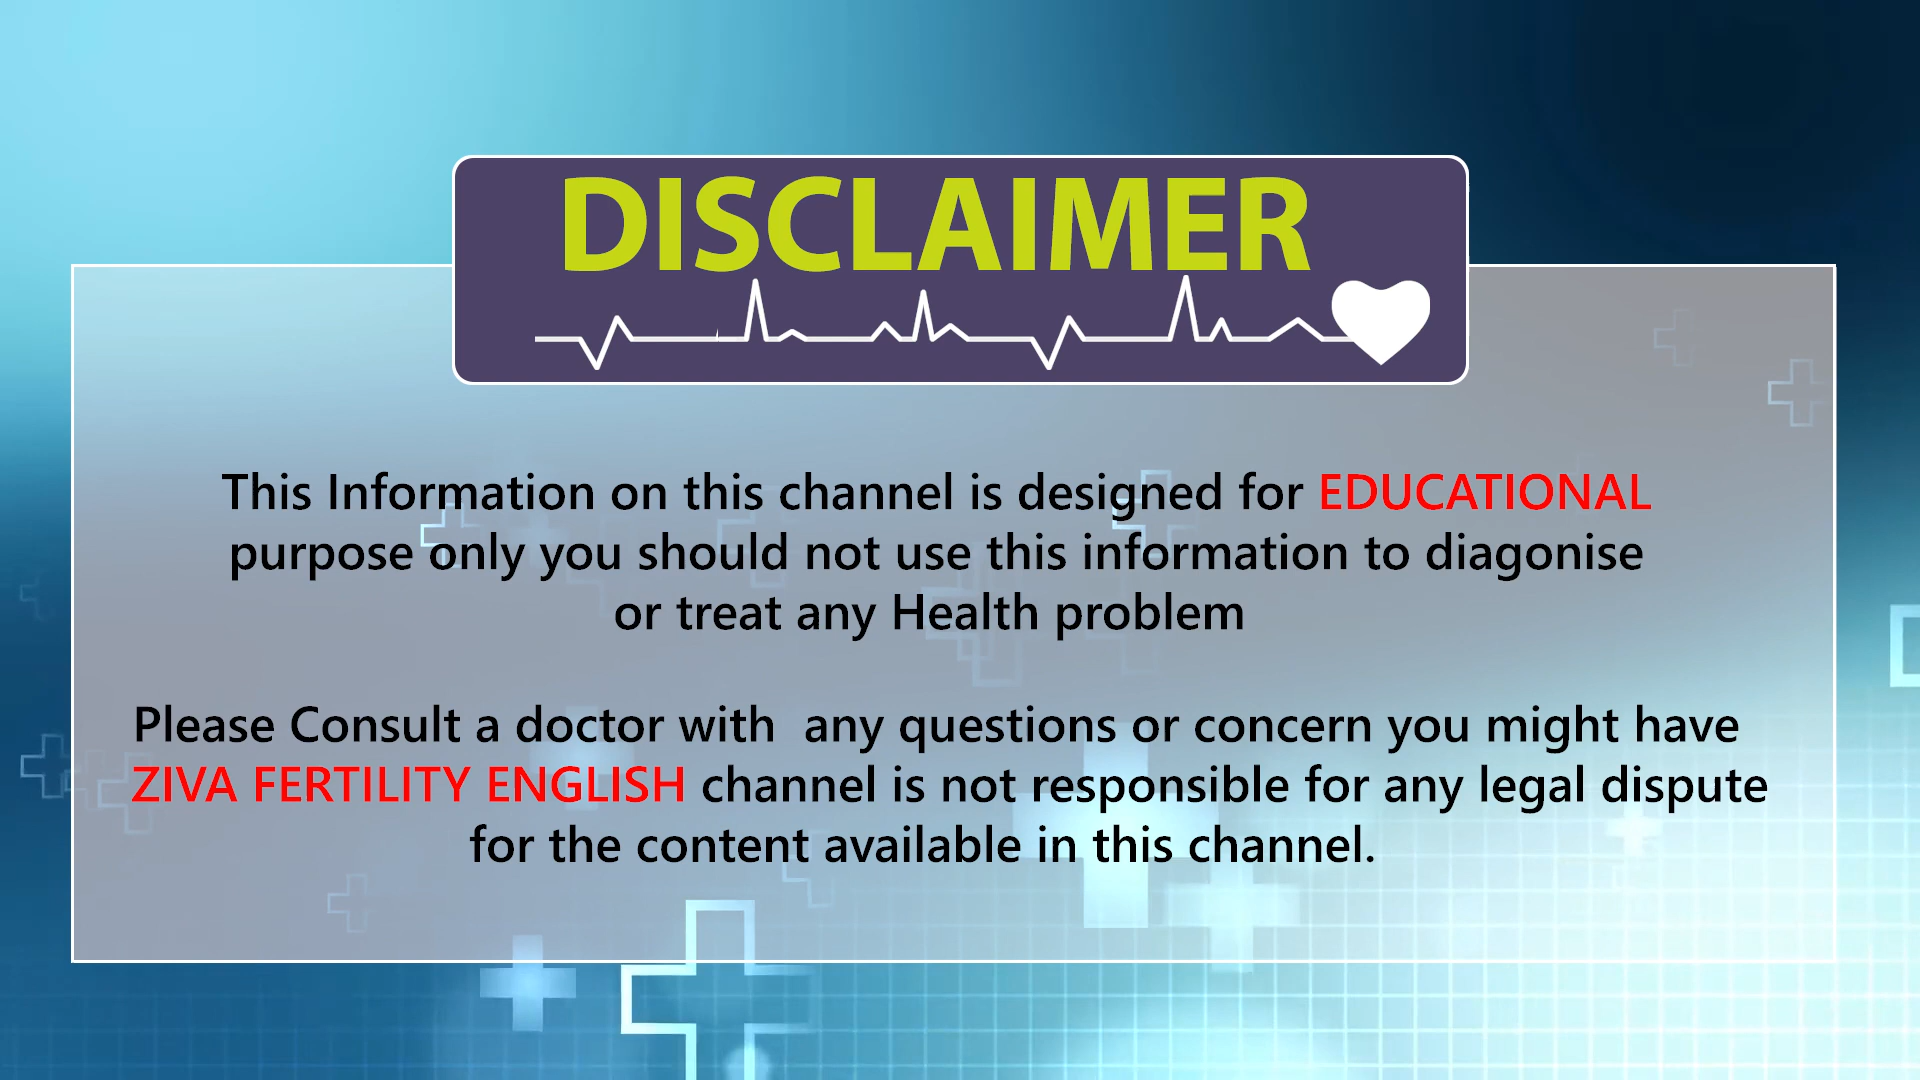 DISCLAIMER
This Information on this channel is designed for EDUCATIONAL
purpose only you should not use this information to diagonise
or treat any Health problem
Please Consult a doctor with  any questions or concern you might have
ZIVA FERTILITY ENGLISH channel is not responsible for any legal dispute
for the content available in this channel.